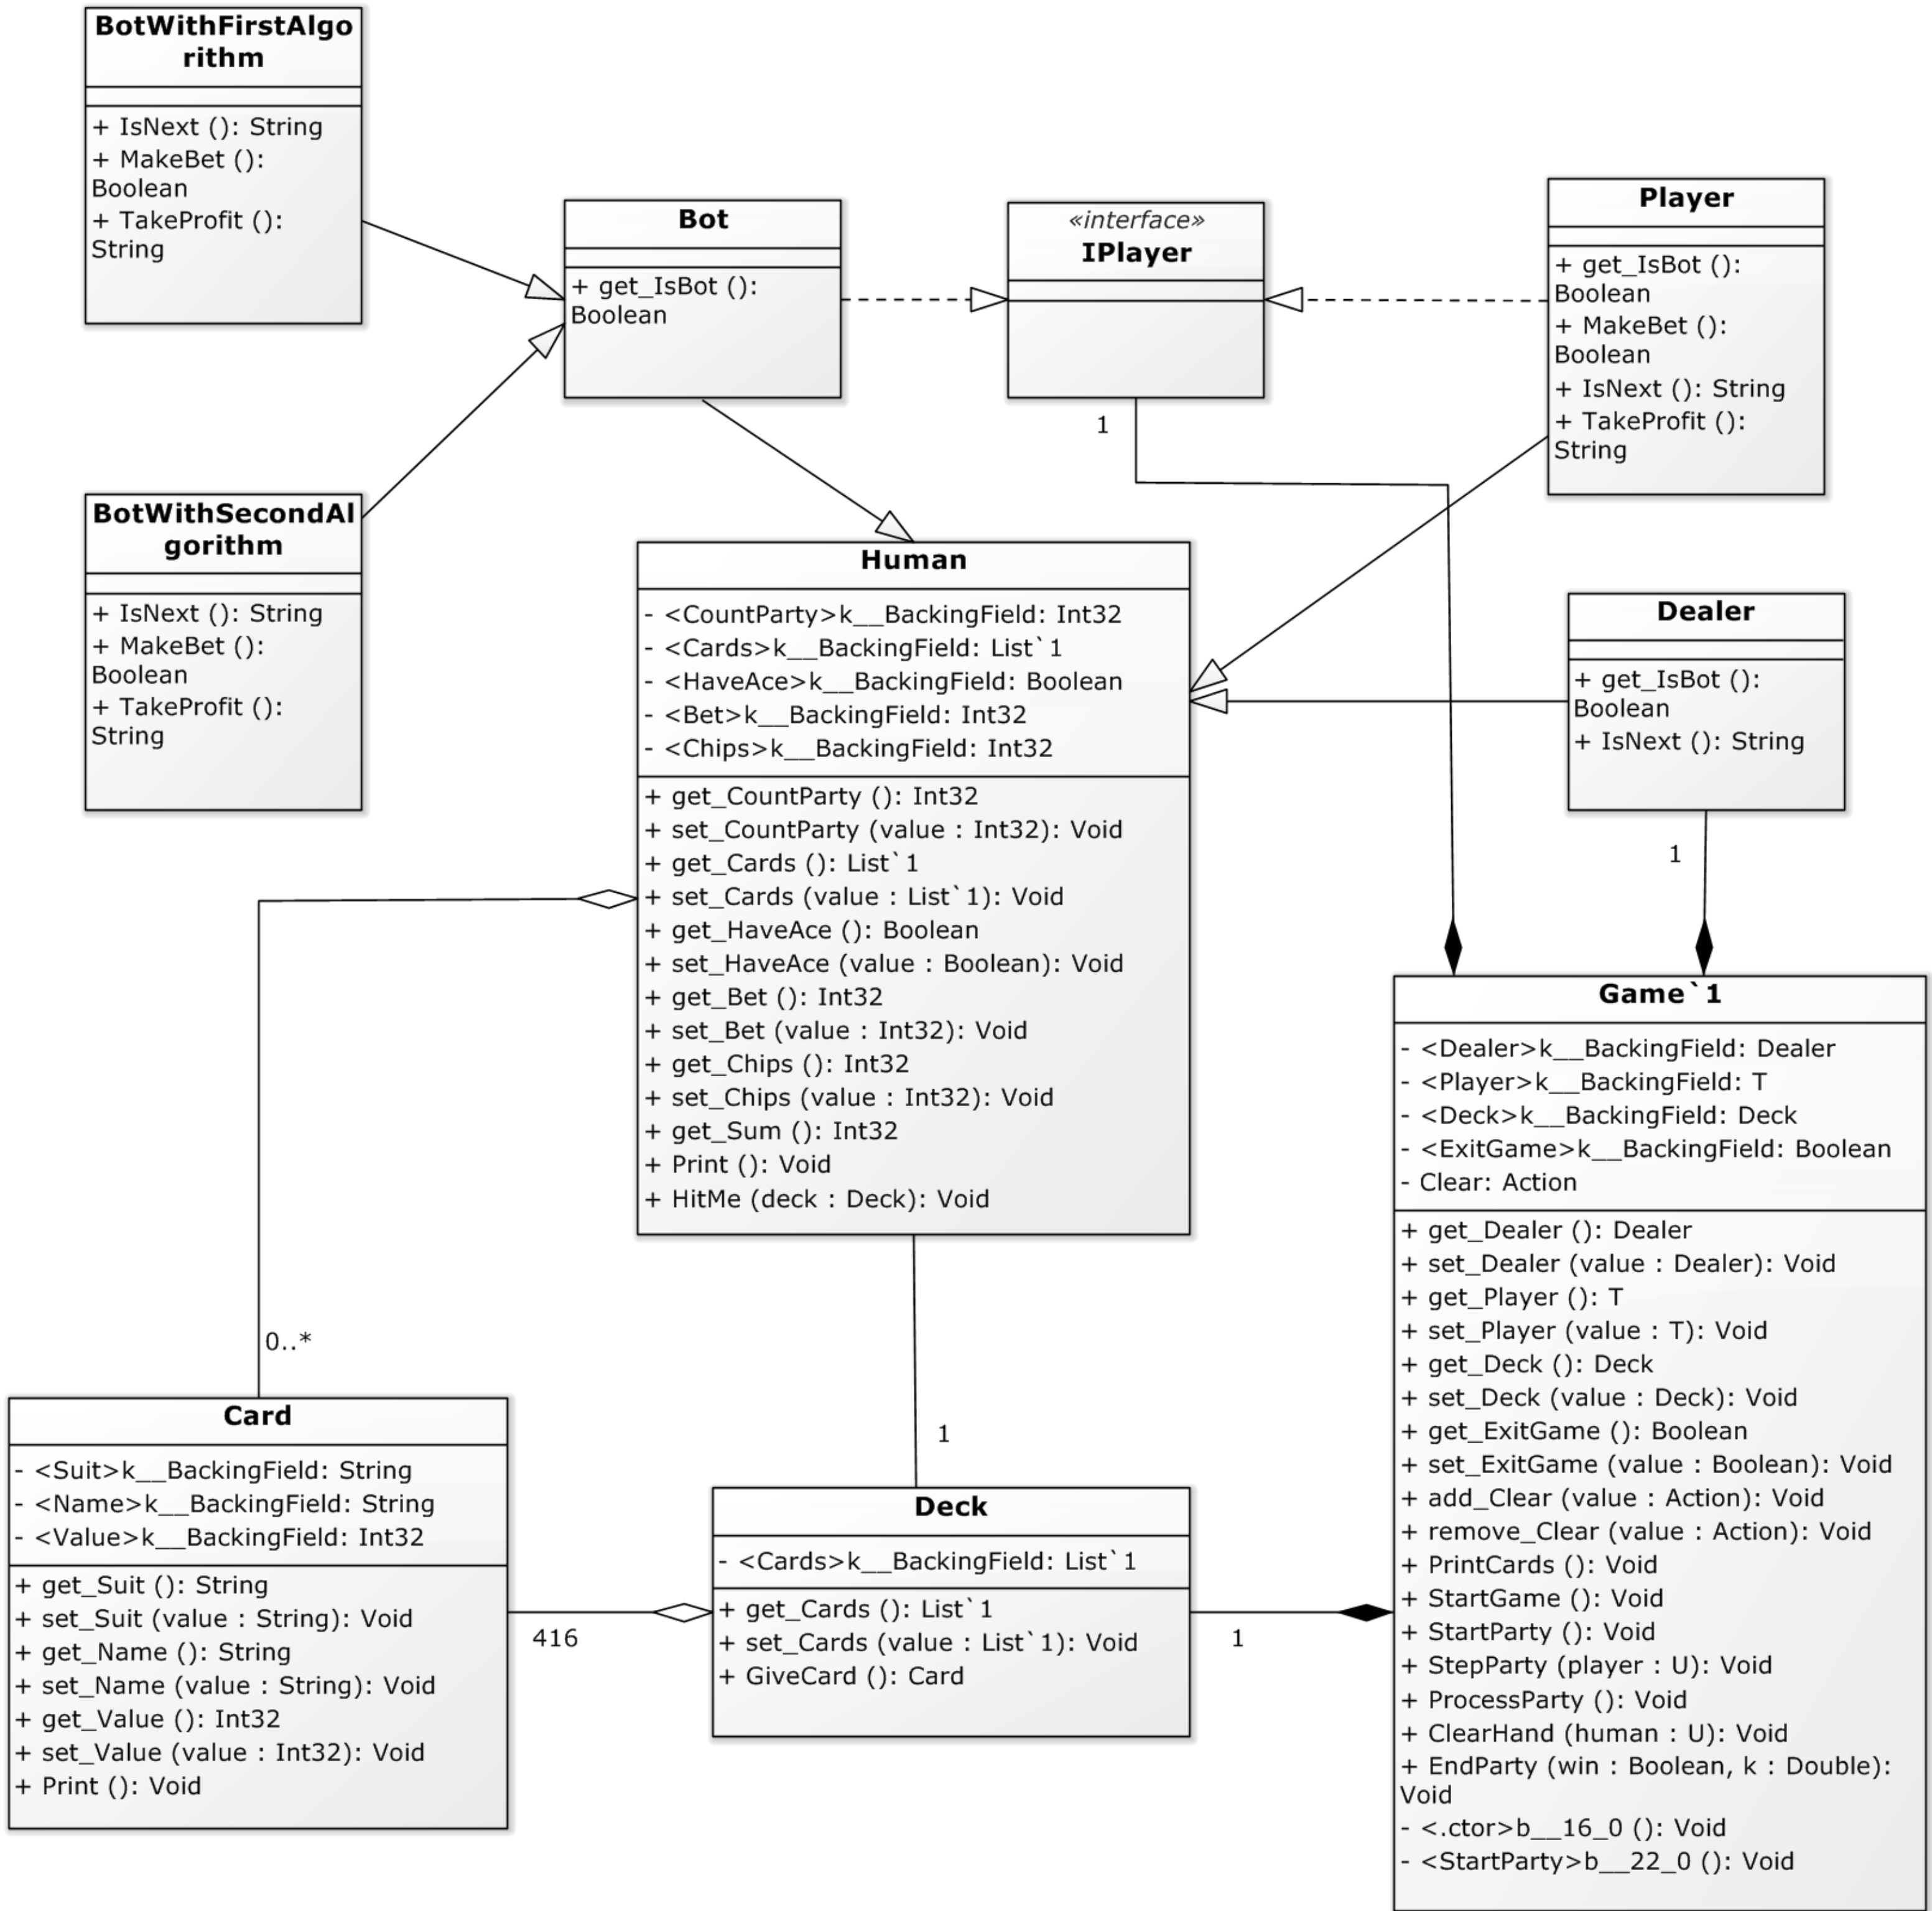 BotWithFirstAlgo
rithm
+ IsNext (): String
+ MakeBet ():
Boolean
+ TakeProfit ():
String
Bot
+ get_IsBot ():
Boolean
«interface»
IPlayer
1
Player
+ get_IsBot ():
Boolean
+ MakeBet ():
Boolean
+ IsNext (): String
+ TakeProfit ():
String
BotWithSecondAl
gorithm
+ IsNext (): String
+ MakeBet ():
Boolean
+ TakeProfit ():
String
Human
- <CountParty>k__BackingField: Int32
- <Cards>k__BackingField: List`1
- <HaveAce>k__BackingField: Boolean
- <Bet>k__BackingField: Int32
- <Chips>k__BackingField: Int32
+ get_CountParty (): Int32
+ set_CountParty (value : Int32): Void
+ get_Cards (): List`1
+ set_Cards (value : List`1): Void
+ get_HaveAce (): Boolean
+ set_HaveAce (value : Boolean): Void
+ get_Bet (): Int32
+ set_Bet (value : Int32): Void
+ get_Chips (): Int32
+ set_Chips (value : Int32): Void
+ get_Sum (): Int32
+ Print (): Void
+ HitMe (deck : Deck): Void
Dealer
+ get_IsBot ():
Boolean
+ IsNext (): String
1
Game`1
- <Dealer>k__BackingField: Dealer
- <Player>k__BackingField: T
- <Deck>k__BackingField: Deck
- <ExitGame>k__BackingField: Boolean
- Clear: Action
+ get_Dealer (): Dealer
+ set_Dealer (value : Dealer): Void
+ get_Player (): T
+ set_Player (value : T): Void
+ get_Deck (): Deck
+ set_Deck (value : Deck): Void
+ get_ExitGame (): Boolean
+ set_ExitGame (value : Boolean): Void
+ add_Clear (value : Action): Void
+ remove_Clear (value : Action): Void
+ PrintCards (): Void
+ StartGame (): Void
+ StartParty (): Void
+ StepParty (player : U): Void
+ ProcessParty (): Void
+ ClearHand (human : U): Void
+ EndParty (win : Boolean, k : Double):
Void
- <.ctor>b__16_0 (): Void
- <StartParty>b__22_0 (): Void
0..*
Card
- <Suit>k__BackingField: String
- <Name>k__BackingField: String
- <Value>k__BackingField: Int32
+ get_Suit (): String
+ set_Suit (value : String): Void
+ get_Name (): String
+ set_Name (value : String): Void
+ get_Value (): Int32
+ set_Value (value : Int32): Void
+ Print (): Void
416
1
Deck
- <Cards>k__BackingField: List`1
+ get_Cards (): List`1
+ set_Cards (value : List`1): Void
+ GiveCard (): Card
1